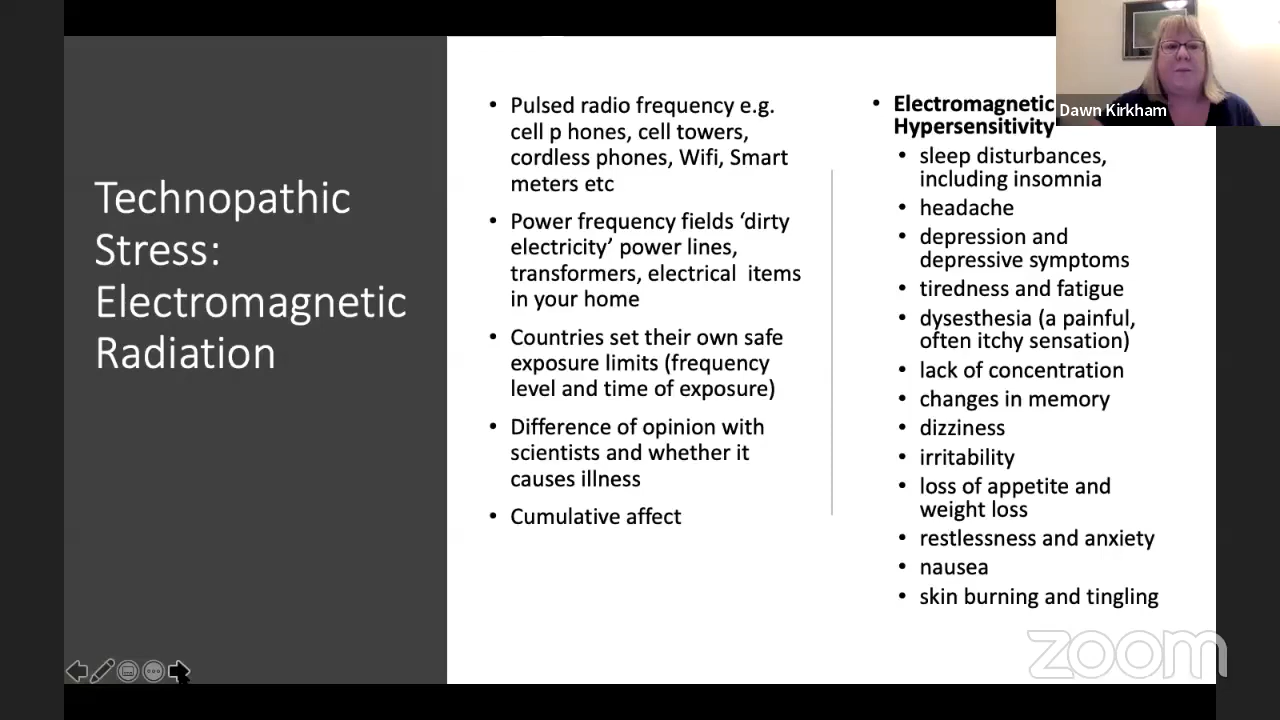 Technopathic
Stress:
Electromagnetic
Radiation
• Pulsed radio frequency e.g.
cell p hones, cell towers,
cordless phones, Wifi, Smart
meters etc
• Power frequency fields ‘dirty
electricity’ power lines,
transformers, electrical items
in your home
• Countries set their own safe
exposure limits (frequency
level and time of exposure)
• Difference of opinion with
scientists and whether it
causes illness
• Cumulative affect
• Electromagnetic
Hypersensitivity
• sleep disturbances,
including insomnia
• headache
• depression and
depressive symptoms
• tiredness and fatigue
• dysesthesia (a painful,
often itchy sensation)
• lack of concentration
• changes in memory
• dizziness
• irritability
• loss of appetite and
weight loss
• restlessness and anxiety
• nausea
• skin burning and tingling
Dawn Kirkham
zoom